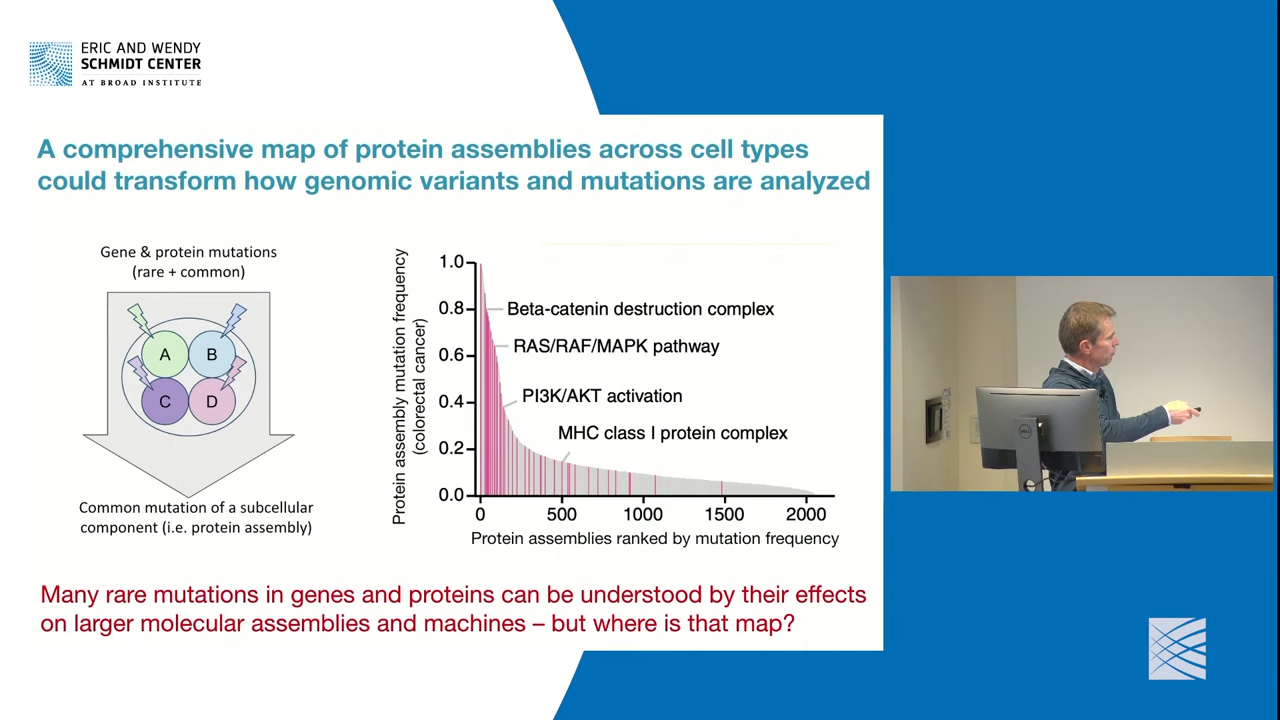 ERIC AND WENDY
SCHMIDT CENTER
AT BROAD INSTITUTE
A comprehensive map of protein assemblies across cell types
could transform how genomic variants and mutations are analyzed
Gene & protein mutations
(rare + common)
A
B
C
D
Common mutation of a subcellular
component (i.e. protein assembly)
Protein assembly mutation frequency
(colorectal cancer)
1.0
0.8
0.6
0.4
0.2
0.0
Beta-catenin destruction complex
RAS/RAF/MAPK pathway
PI3K/AKT activation
MHC class I protein complex
0
500
1000
1500
2000
Protein assemblies ranked by mutation frequency
Many rare mutations in genes and proteins can be understood by their effects
on larger molecular assemblies and machines – but where is that map?
DELL